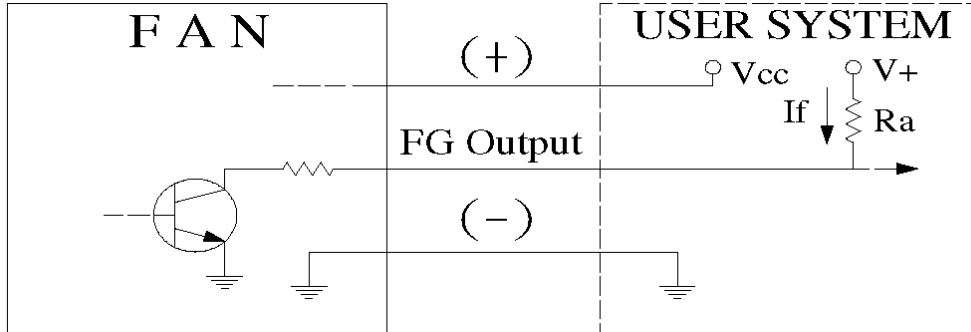 F A N
USER SYSTEM
(+)
Vcc
V+
If
Ra
FG Output
(-)